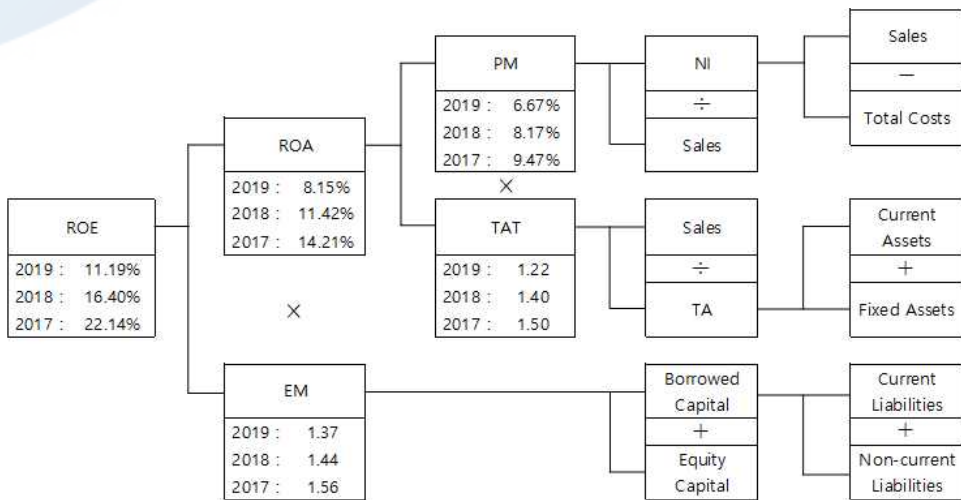 ROE
2019 : 11.19%
2018 : 16.40%
2017 : 22.14%
×
ROA
2019 : 8.15%
2018 : 11.42%
2017 : 14.21%
EM
2019 : 1.37
2018 : 1.44
2017 : 1.56
PM
2019 : 6.67%
2018 : 8.17%
2017 : 9.47%
×
TAT
2019 : 1.22
2018 : 1.40
2017 : 1.50
NI
÷
Sales
Sales
÷
TA
Borrowed
Capital
+
Equity
Capital
Sales
−
Total Costs
Current
Assets
+
Fixed Assets
Current
Liabilities
+
Non-current
Liabilities